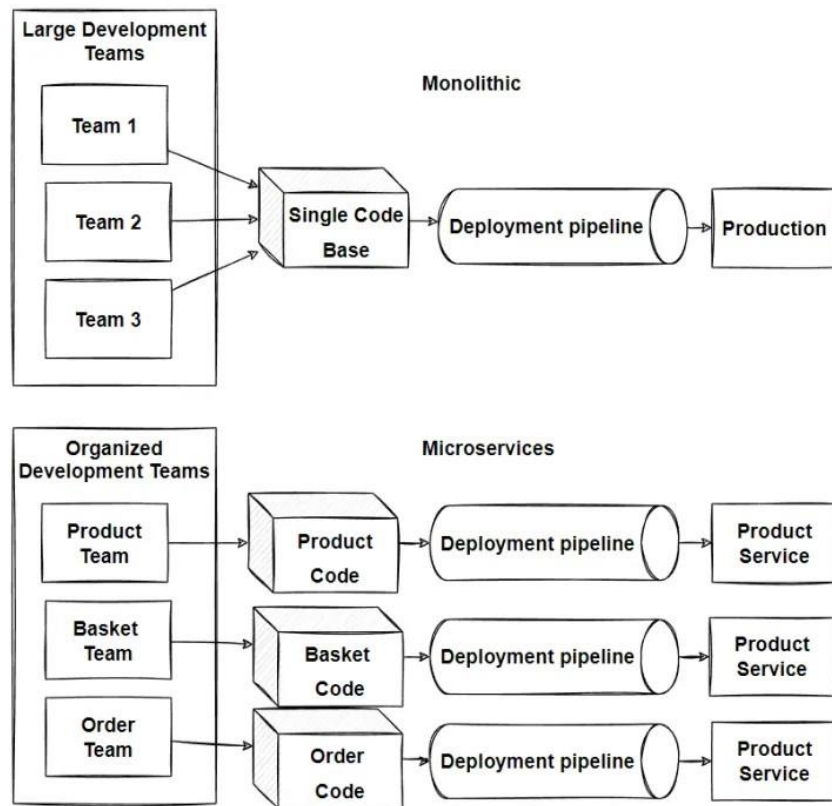 Large Development
Teams
Monolithic
Team 1
Team 2
Team 3
Single Code
Base
Deployment pipeline
Production
Organized
Development Teams
Microservices
Product
Team
Product
Code
Deployment pipeline
Product
Service
Basket
Team
Basket
Code
Deployment pipeline
Product
Service
Order
Team
Order
Code
Deployment pipeline
Product
Service